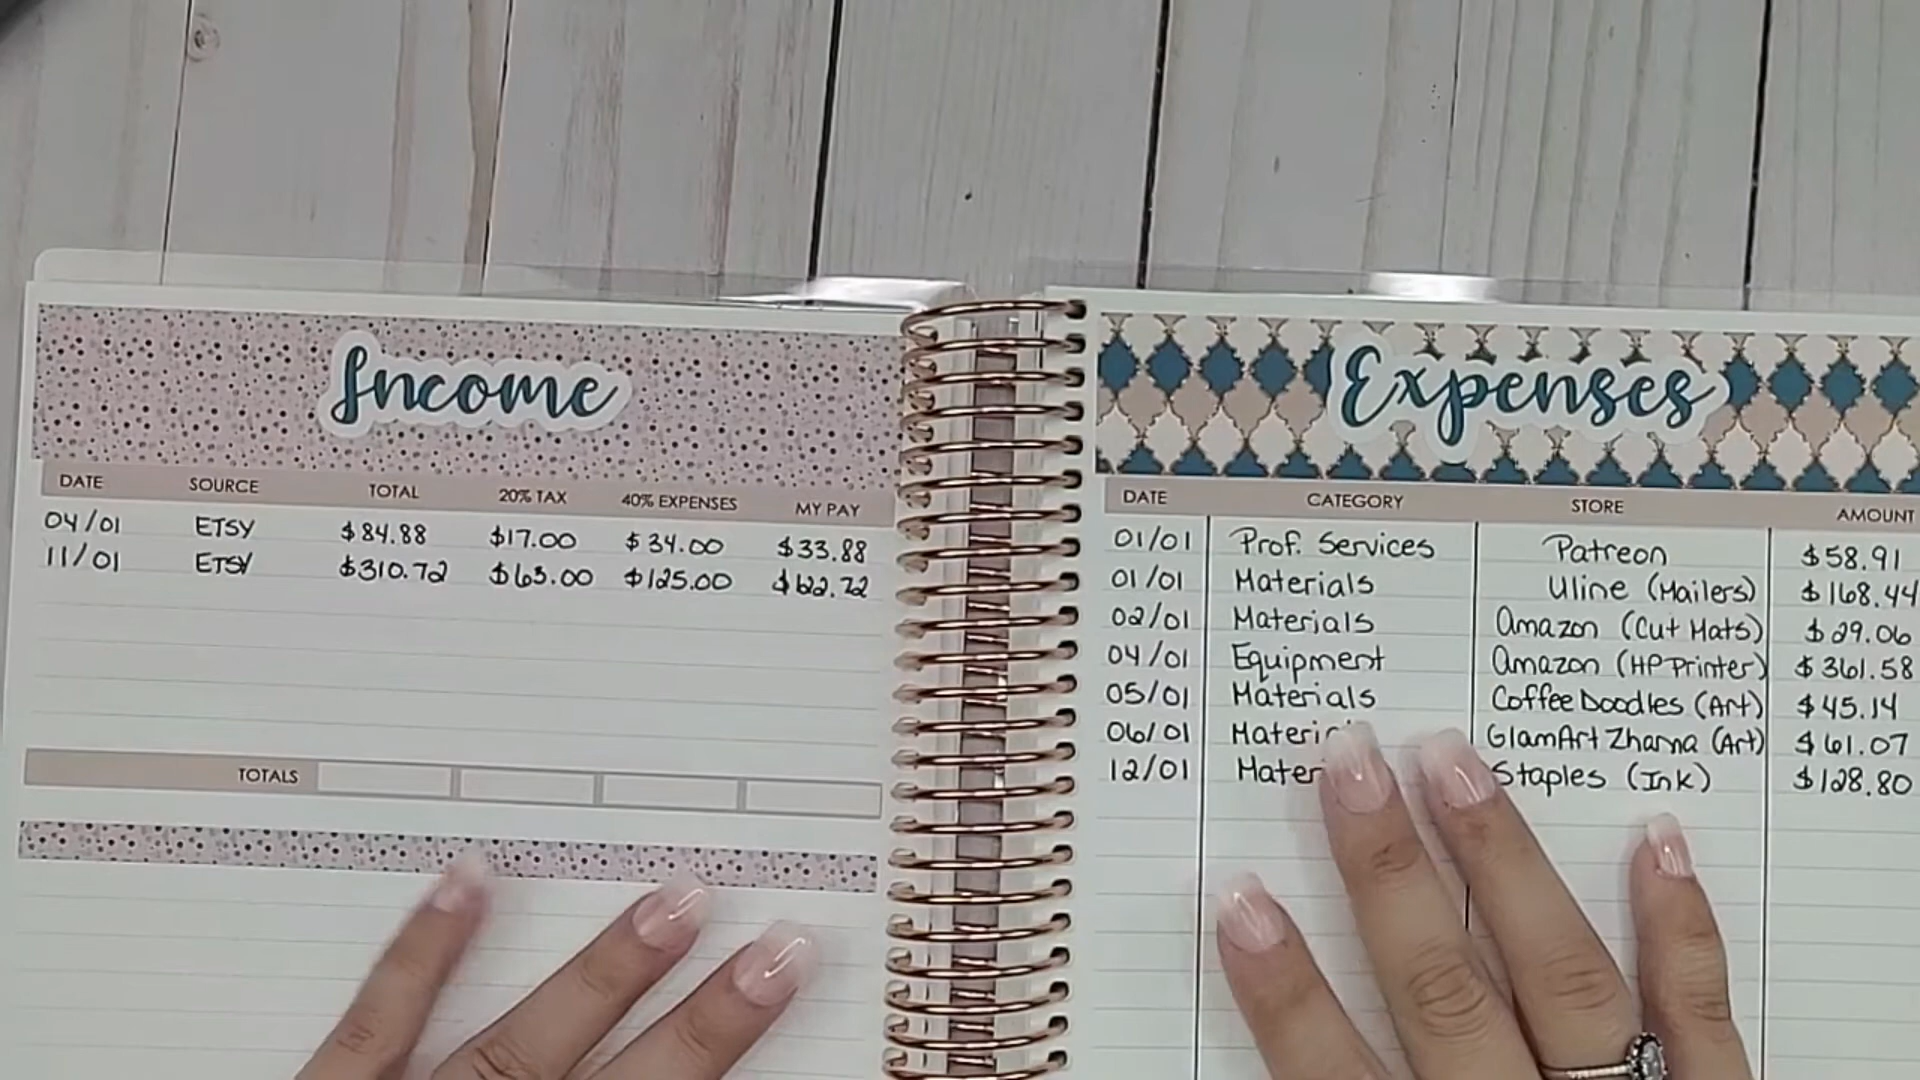 Income
DATE SOURCE TOTAL 20% TAX 40% EXPENSES MY PAY
04/01 ETSY $84.88 $17.00 $34.00 $33.88
11/01 ETSY $310.72 $63.00 $125.00 $122.72
TOTALS
Expenses
DATE CATEGORY STORE AMOUNT
01/01 Prof. Services Patreon $58.91
01/01 Materials Uline (Mailers) $168.44
02/01 Materials Amazon (Cut Mats) $29.06
04/01 Equipment Amazon (HP Printer) $361.58
05/01 Materials CoffeeDoodles (Art) $45.14
06/01 GlamArtZharna (Art) $61.07
12/01 Staples (Ink) $128.80